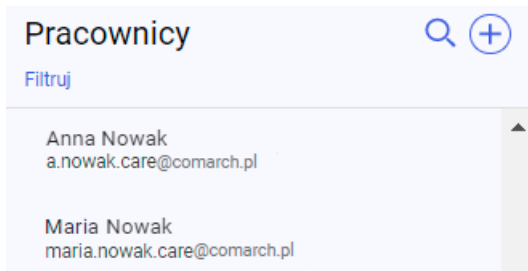 Pracownicy
Filtruj
Anna Nowak
a.nowak.care@comarch.pl
Maria Nowak
maria.nowak.care@comarch.pl